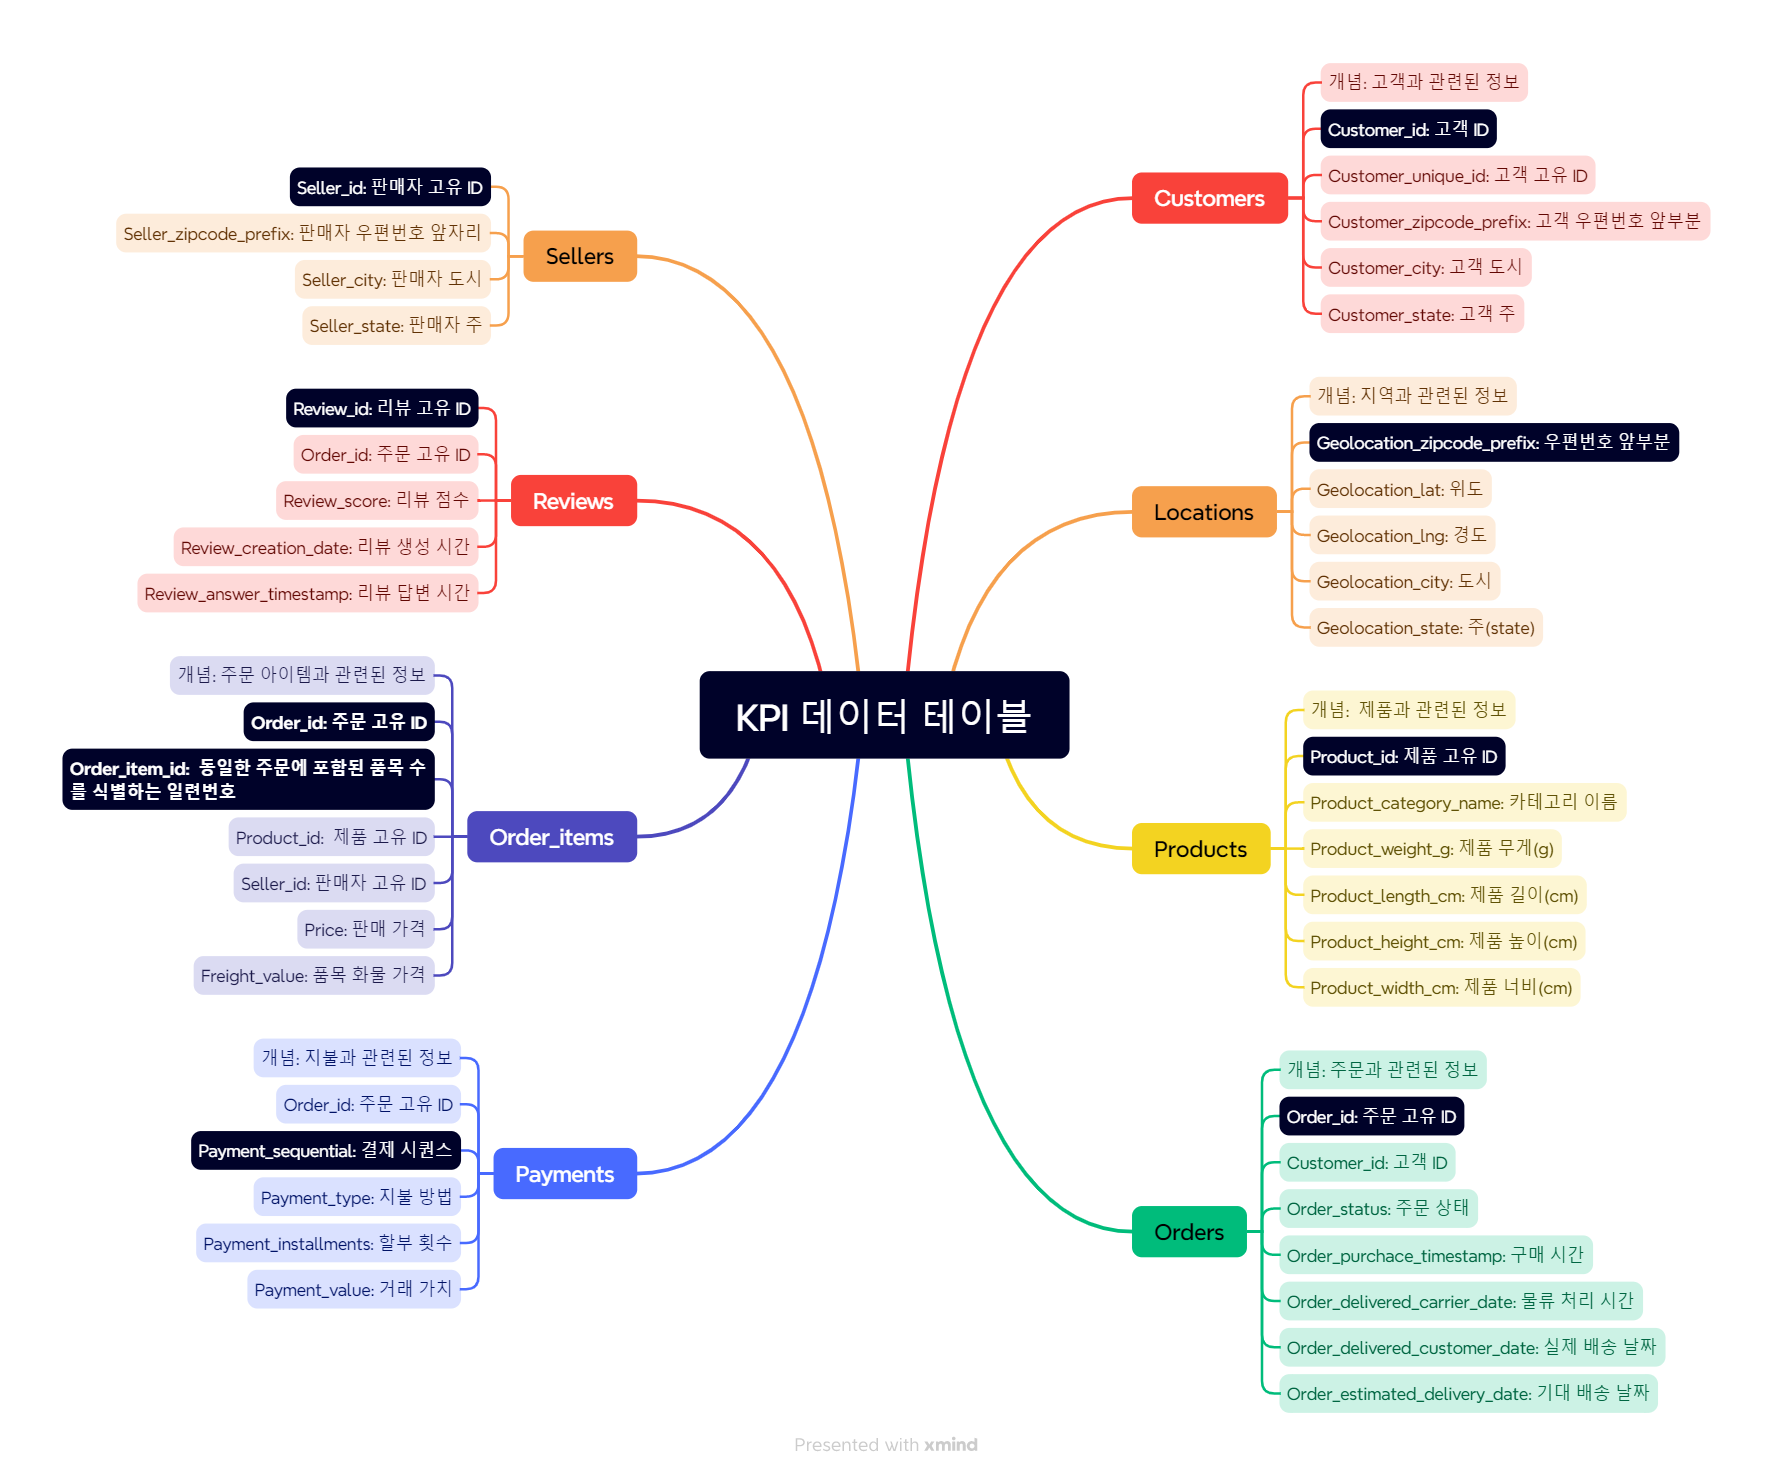 KPI 데이터 테이블
Customers
개념: 고객과 관련된 정보
Customer_id: 고객 ID
Customer_unique_id: 고객 고유 ID
Customer_zipcode_prefix: 고객 우편번호 앞부분
Customer_city: 고객 도시
Customer_state: 고객 주
Locations
개념: 지역과 관련된 정보
Geolocation_zipcode_prefix: 우편번호 앞부분
Geolocation_lat: 위도
Geolocation_lng: 경도
Geolocation_city: 도시
Geolocation_state: 주(state)
Products
개념: 제품과 관련된 정보
Product_id: 제품 고유 ID
Product_category_name: 카테고리 이름
Product_weight_g: 제품 무게(g)
Product_length_cm: 제품 길이(cm)
Product_height_cm: 제품 높이(cm)
Product_width_cm: 제품 너비(cm)
Orders
개념: 주문과 관련된 정보
Order_id: 주문 고유 ID
Customer_id: 고객 ID
Order_status: 주문 상태
Order_purchace_timestamp: 구매 시간
Order_delivered_carrier_date: 물류 처리 시간
Order_delivered_customer_date: 실제 배송 날짜
Order_estimated_delivery_date: 기대 배송 날짜
Sellers
Seller_id: 판매자 고유 ID
Seller_zipcode_prefix: 판매자 우편번호 앞자리
Seller_city: 판매자 도시
Seller_state: 판매자 주
Reviews
Review_id: 리뷰 고유 ID
Order_id: 주문 고유 ID
Review_score: 리뷰 점수
Review_creation_date: 리뷰 생성 시간
Review_answer_timestamp: 리뷰 답변 시간
Order_items
개념: 주문 아이템과 관련된 정보
Order_id: 주문 고유 ID
Order_item_id: 동일한 주문에 포함된 품목 수
를 식별하는 일련번호
Product_id: 제품 고유 ID
Seller_id: 판매자 고유 ID
Price: 판매 가격
Freight_value: 품목 화물 가격
Payments
개념: 지불과 관련된 정보
Order_id: 주문 고유 ID
Payment_sequential: 결제 시퀀스
Payment_type: 지불 방법
Payment_installments: 할부 횟수
Payment_value: 거래 가치
Presented with xmind